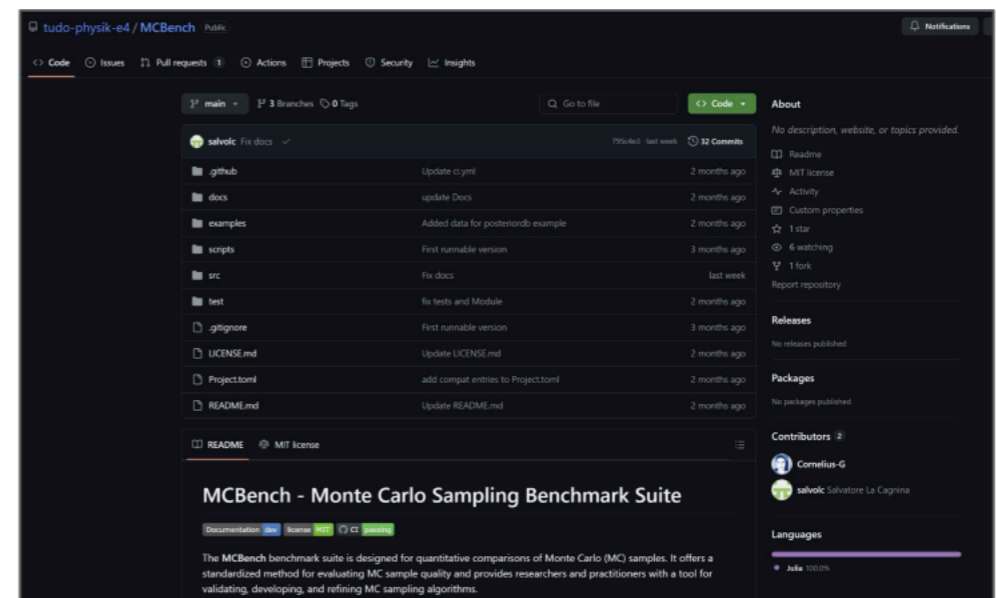 tudo-physik-e4 / MCBench Public
Notifications
Code Issues Pull requests 1 Actions Projects Security Insights
main 3 Branches 0 Tags Go to file Code
salvolc Fix docs 795c4e3 · last week 32 Commits
.github Update ci.yml 2 months ago
docs update Docs 2 months ago
examples Added data for posteriordb example 2 months ago
scripts First runnable version 3 months ago
src Fix docs last week
test fix tests and Module 2 months ago
.gitignore First runnable version 3 months ago
LICENSE.md Update LICENSE.md 2 months ago
Project.toml add compat entries to Project.toml 2 months ago
README.md Update README.md 2 months ago
README MIT license
MCBench - Monte Carlo Sampling Benchmark Suite
Documentation dev license MIT CI passing
The MCBench benchmark suite is designed for quantitative comparisons of Monte Carlo (MC) samples. It offers a
standardized method for evaluating MC sample quality and provides researchers and practitioners with a tool for
validating, developing, and refining MC sampling algorithms.
About
No description, website, or topics provided.
Readme
MIT license
Activity
Custom properties
1 star
6 watching
1 fork
Report repository
Releases
No releases published
Packages
No packages published
Contributors 2
Cornelius-G
salvolc Salvatore La Cagnina
Languages
Julia 100.0%